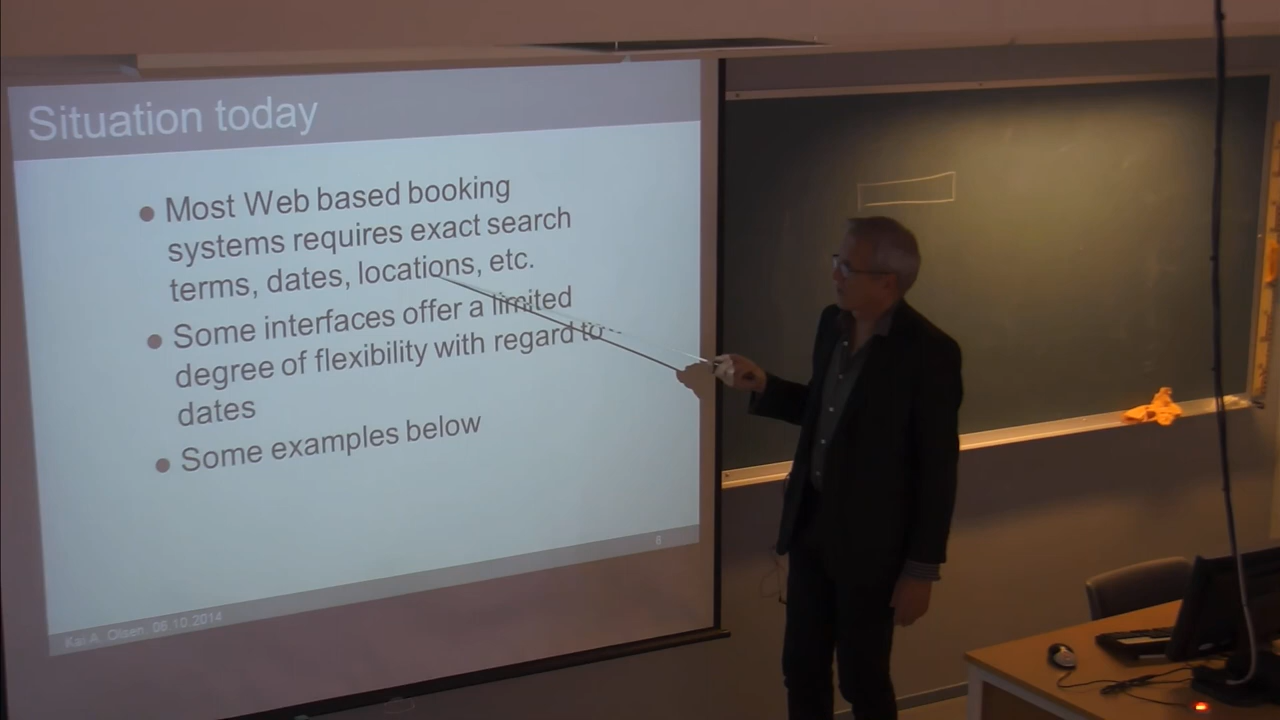 Situation today
Most Web based booking
systems requires exact search
terms, dates, locations, etc.
Some interfaces offer a limited
degree of flexibility with regard to
dates
Some examples below
8
Kai A. Olsen 06.10.2014